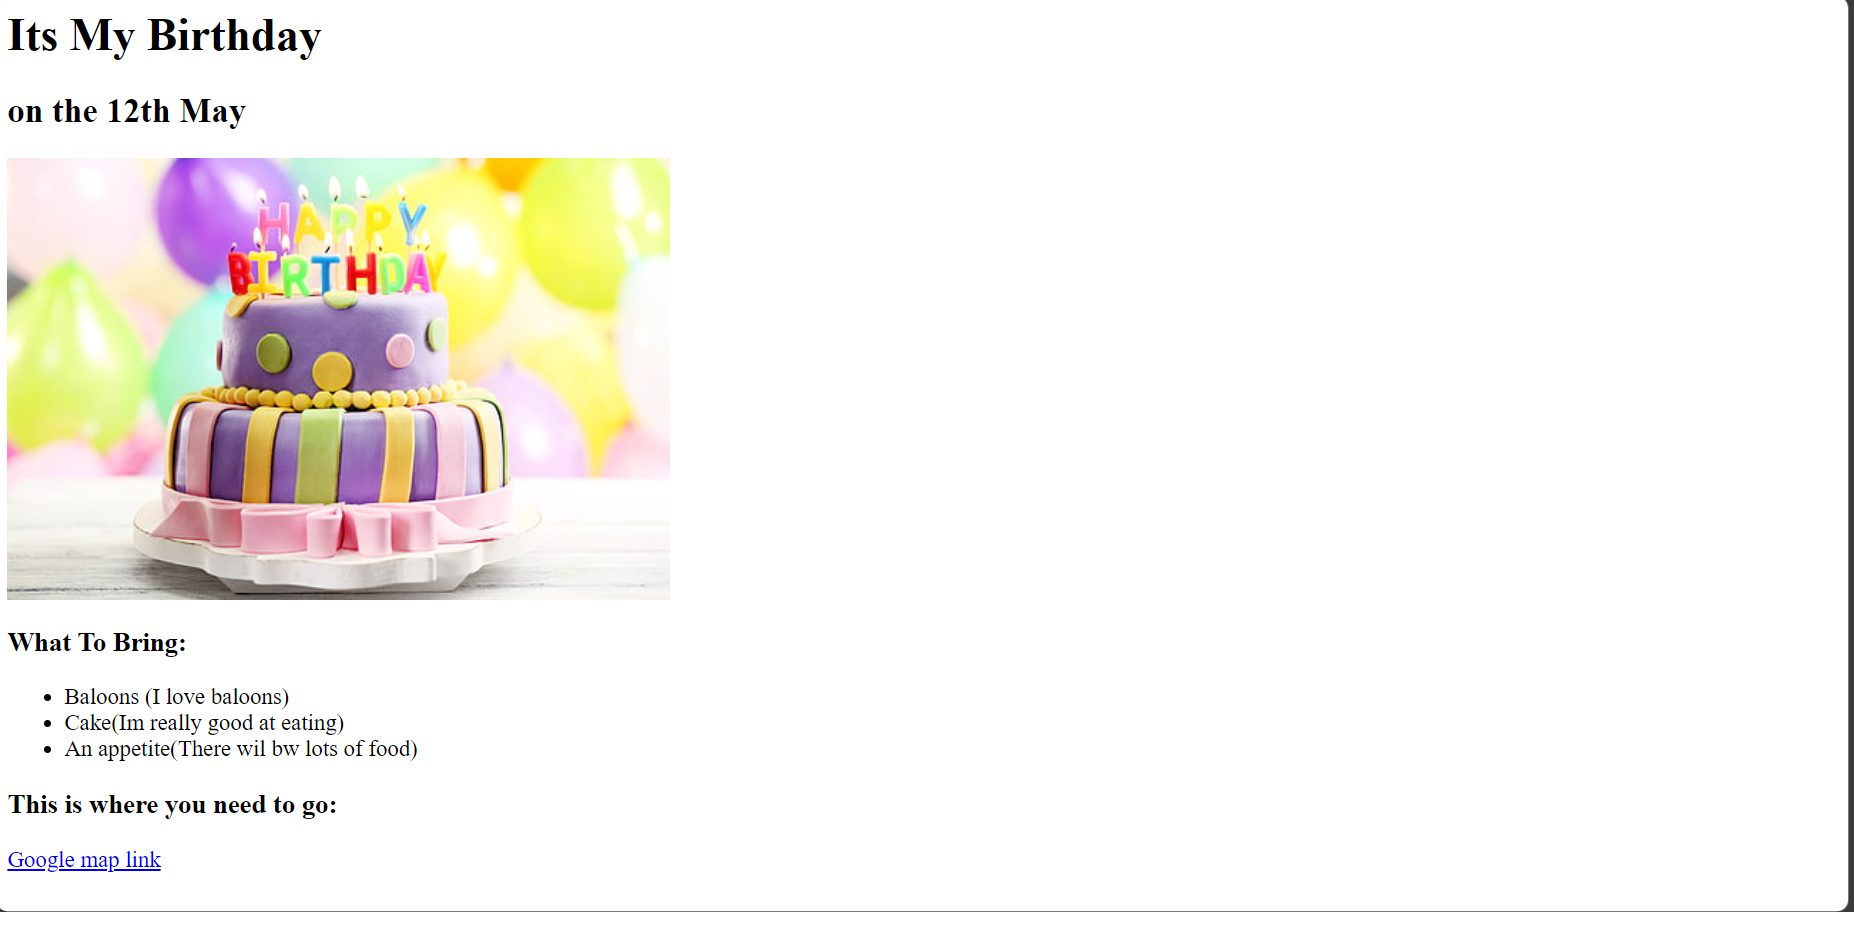 Its My Birthday
on the 12th May
HAPPY
BIRTHDAY
What To Bring:
Baloons (I love baloons)
Cake(Im really good at eating)
An appetite(There wil bw lots of food)
This is where you need to go:
Google map link